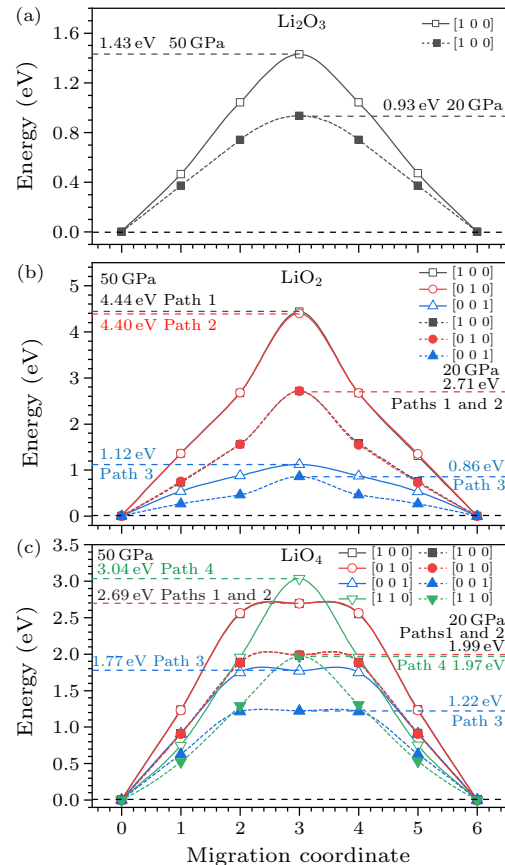 (a)
Li₂O₃
1.43 eV 50 GPa
[1 0 0]
[1 0 0]
0.93 eV 20 GPa
Energy (eV)
1.6
1.2
0.8
0.4
0.0
(b)
50 GPa
LiO₂
4.44 eV Path 1
4.40 eV Path 2
[1 0 0]
[0 1 0]
[0 0 1]
[1 0 0]
[0 1 0]
[0 0 1]
20 GPa
2.71 eV
Paths 1 and 2
1.12 eV
Path 3
0.86 eV
Path 3
Energy (eV)
5
4
3
2
1
0
(c)
50 GPa
LiO₄
3.04 eV Path 4
2.69 eV Paths 1 and 2
[1 0 0] [1 0 0]
[0 1 0] [0 1 0]
[0 0 1] [0 0 1]
[1 1 0] [1 1 0]
20 GPa
Paths1 and 2
1.99 eV
Path 4 1.97 eV
1.77 eV Path 3
1.22 eV
Path 3
Energy (eV)
3.5
3.0
2.5
2.0
1.5
1.0
0.5
0.0
0 1 2 3 4 5 6
Migration coordinate